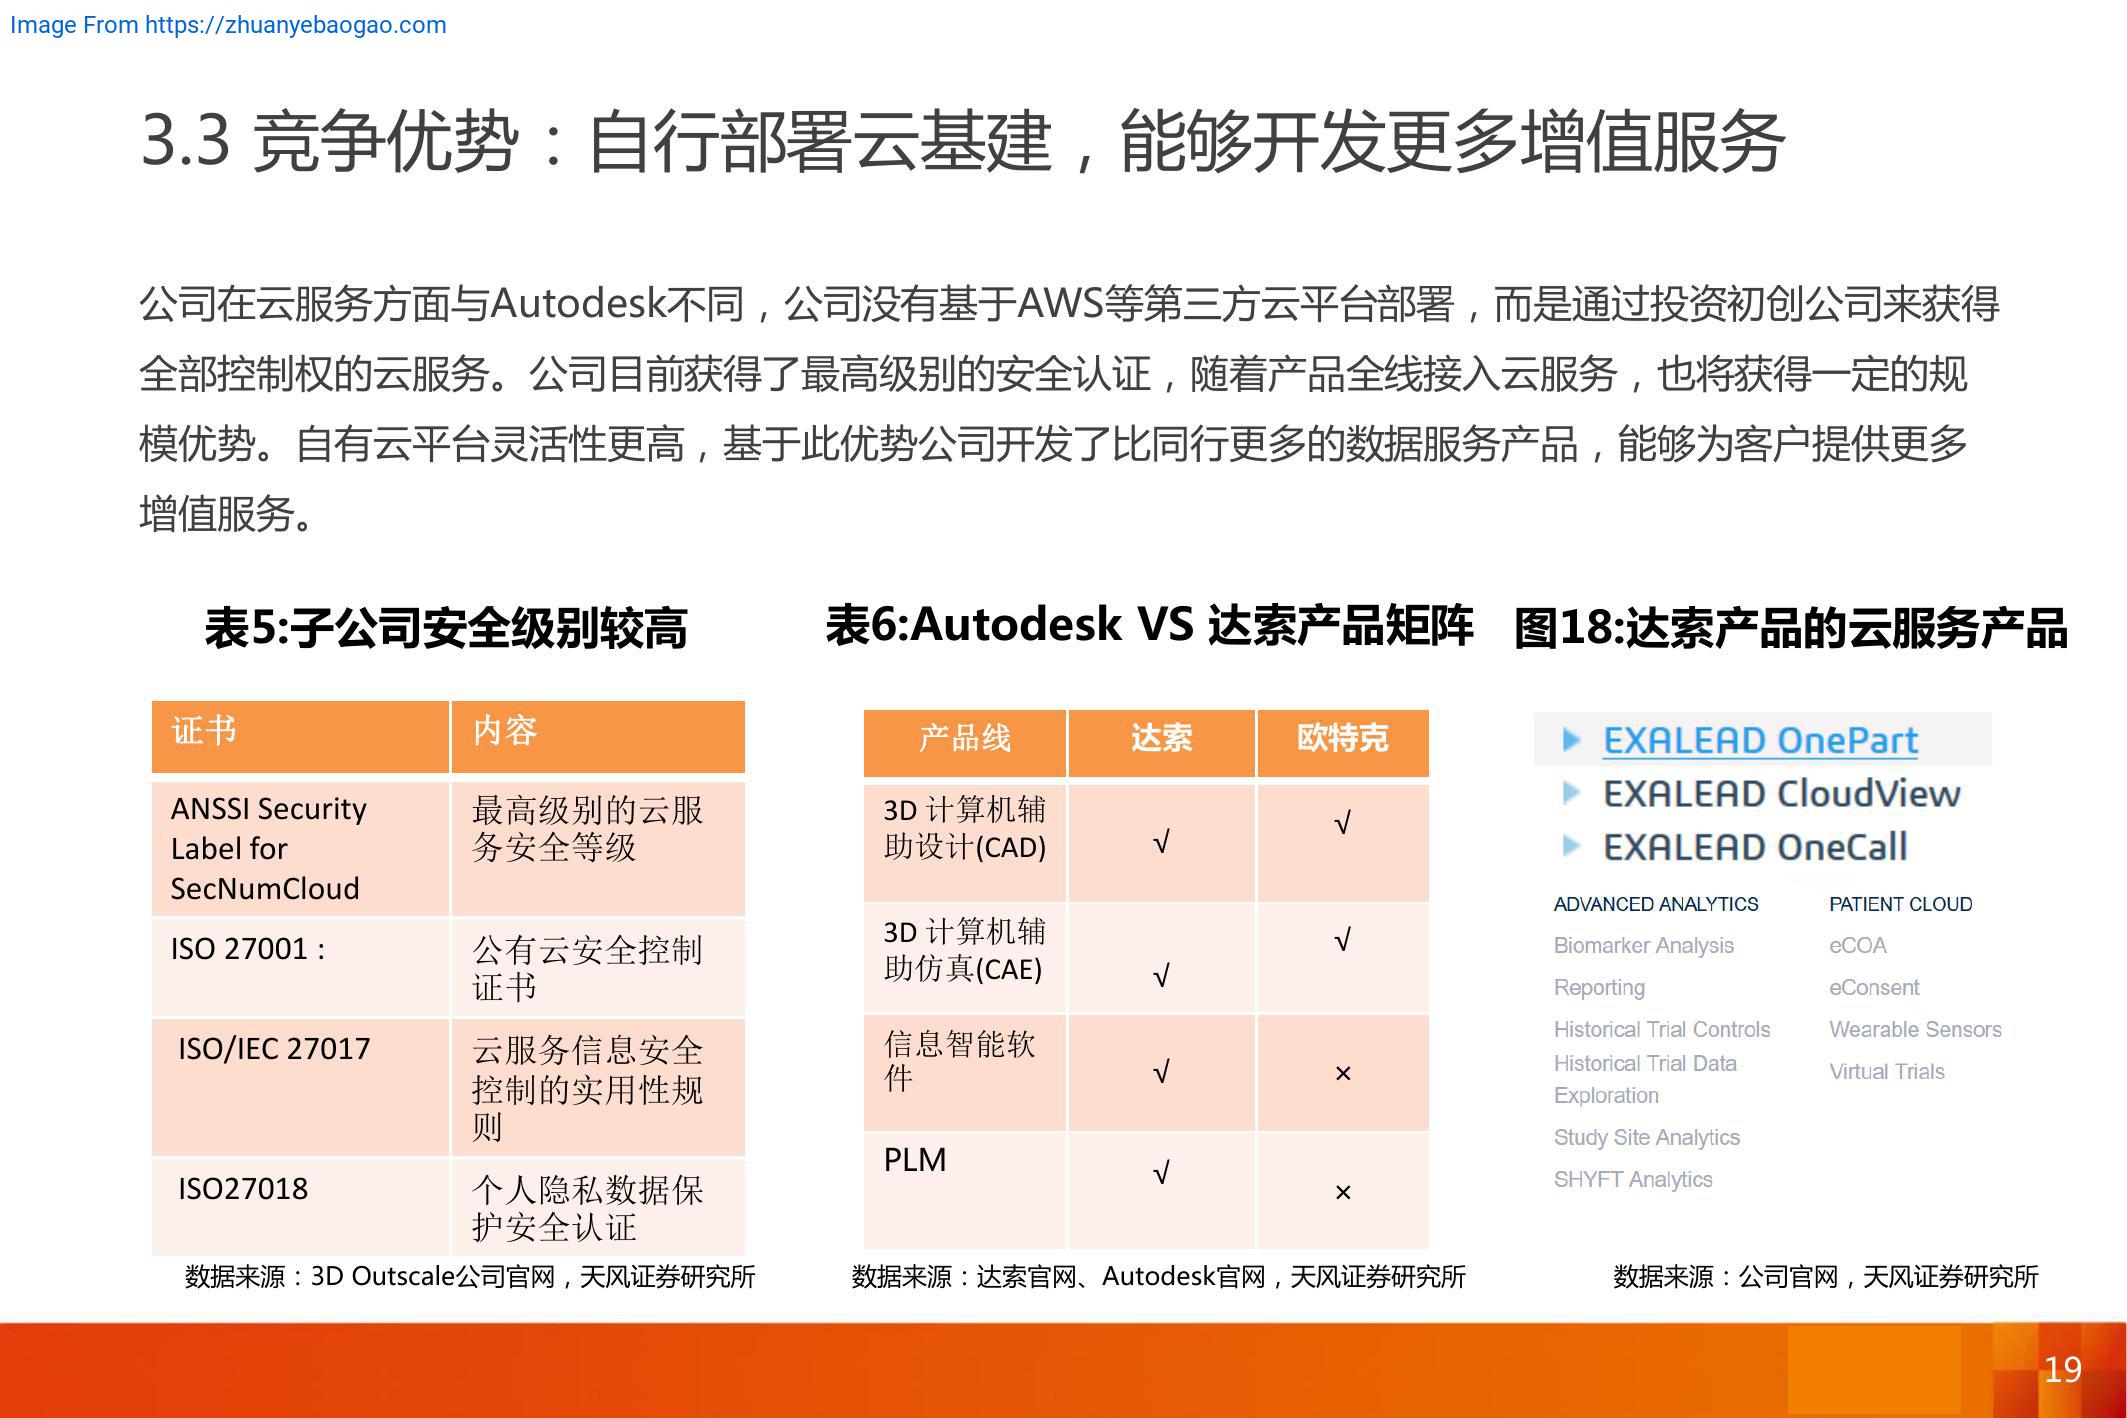 Image From https://zhuanyebaogao.com
3.3 竞争优势：自行部署云基建，能够开发更多增值服务
公司在云服务方面与Autodesk不同，公司没有基于AWS等第三方云平台部署，而是通过投资初创公司来获得
全部控制权的云服务。公司目前获得了最高级别的安全认证，随着产品全线接入云服务，也将获得一定的规
模优势。自有云平台灵活性更高，基于此优势公司开发了比同行更多的数据服务产品，能够为客户提供更多
增值服务。
表5:子公司安全级别较高
证书 内容
ANSSI Security
Label for
SecNumCloud
最高级别的云服
务安全等级
ISO 27001 :
公有云安全控制
证书
ISO/IEC 27017
云服务信息安全
控制的实用性规
则
ISO27018
个人隐私数据保
护安全认证
数据来源：3D Outscale公司官网，天风证券研究所
表6:Autodesk VS 达索产品矩阵
产品线 达索 欧特克
3D 计算机辅
助设计(CAD)
√ √
3D 计算机辅
助仿真(CAE)
√ √
信息智能软
件
√ ×
PLM
√ ×
数据来源：达索官网、Autodesk官网，天风证券研究所
图18:达索产品的云服务产品
EXALEAD OnePart
EXALEAD CloudView
EXALEAD OneCall
ADVANCED ANALYTICS
Biomarker Analysis
Reporting
Historical Trial Controls
Historical Trial Data
Exploration
Study Site Analytics
SHYFT Analytics
PATIENT CLOUD
eCOA
eConsent
Wearable Sensors
Virtual Trials
数据来源：公司官网，天风证券研究所
19